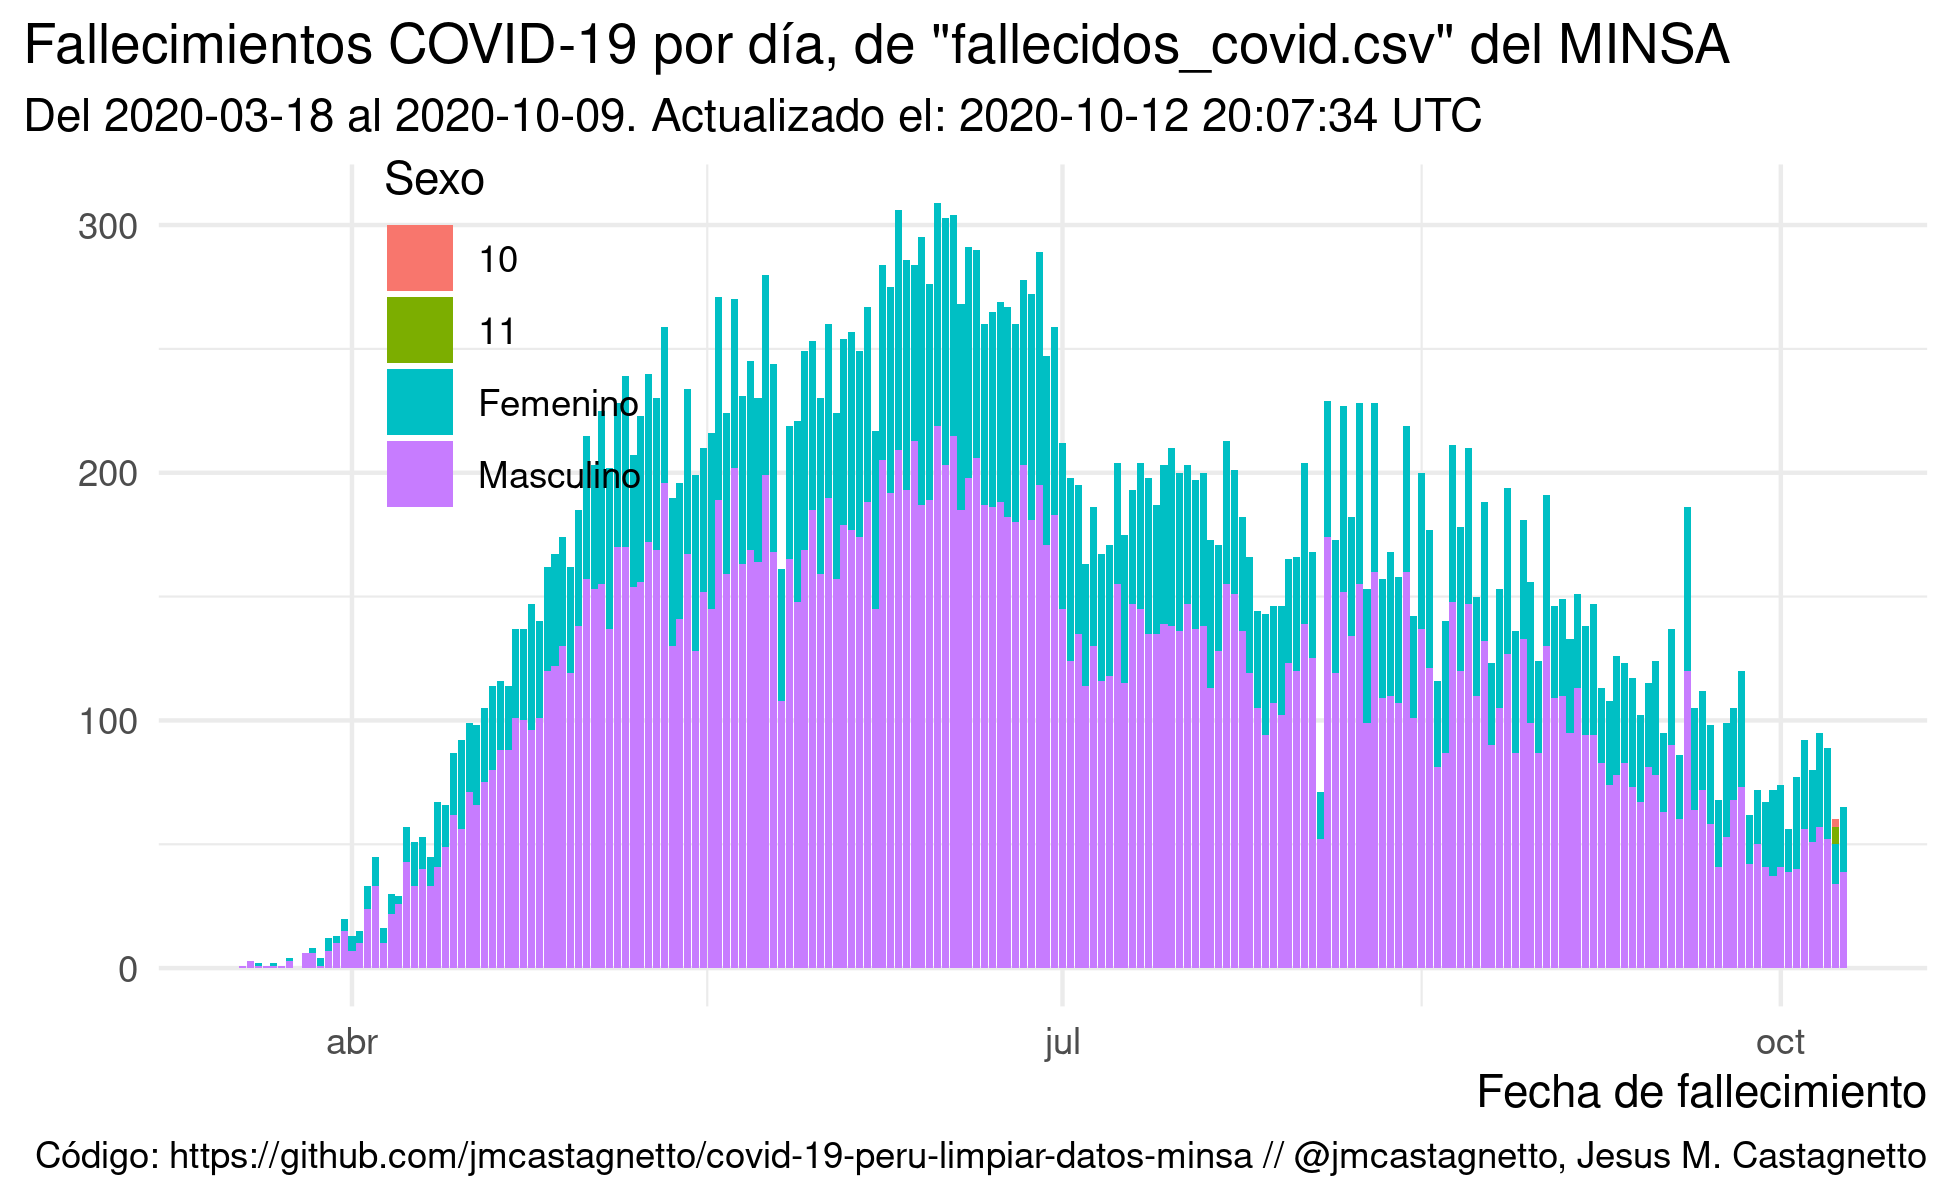 Fallecimientos COVID-19 por día, de "fallecidos_covid.csv" del MINSA
Del 2020-03-18 al 2020-10-09. Actualizado el: 2020-10-12 20:07:34 UTC
Sexo
10
11
Femenino
Masculino
300
200
100
0
abr
jul
oct
Fecha de fallecimiento
Código: https://github.com/jmcastagnetto/covid-19-peru-limpiar-datos-minsa // @jmcastagnetto, Jesus M. Castagnetto